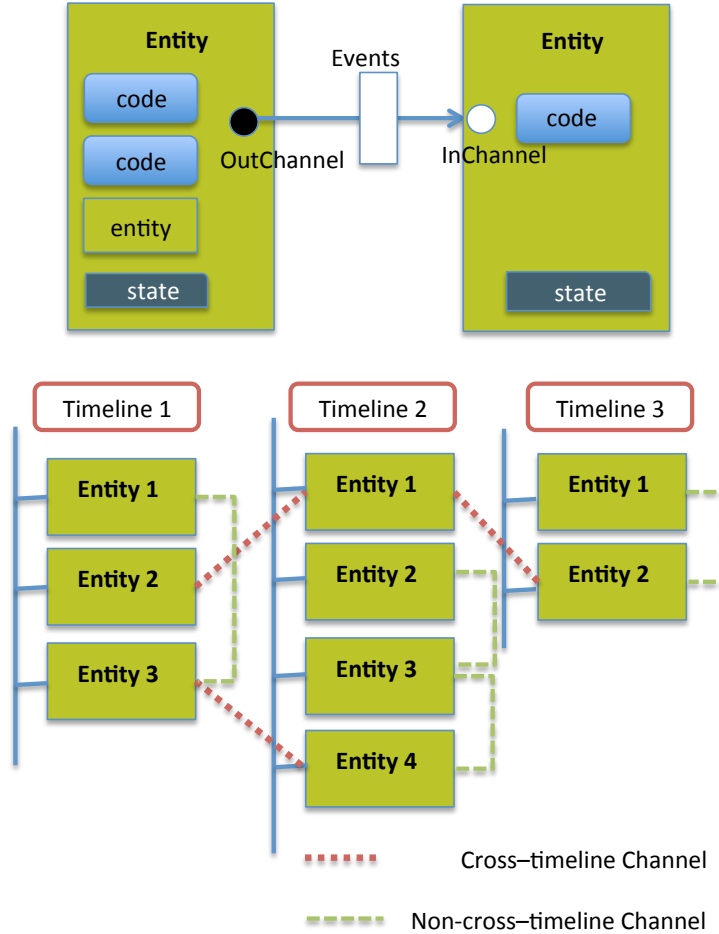 Entity
code
code
entity
state
OutChannel
Events
InChannel
Entity
code
state
Timeline 1
Entity 1
Entity 2
Entity 3
Timeline 2
Entity 1
Entity 2
Entity 3
Entity 4
Timeline 3
Entity 1
Entity 2
Cross–timeline Channel
Non-cross–timeline Channel